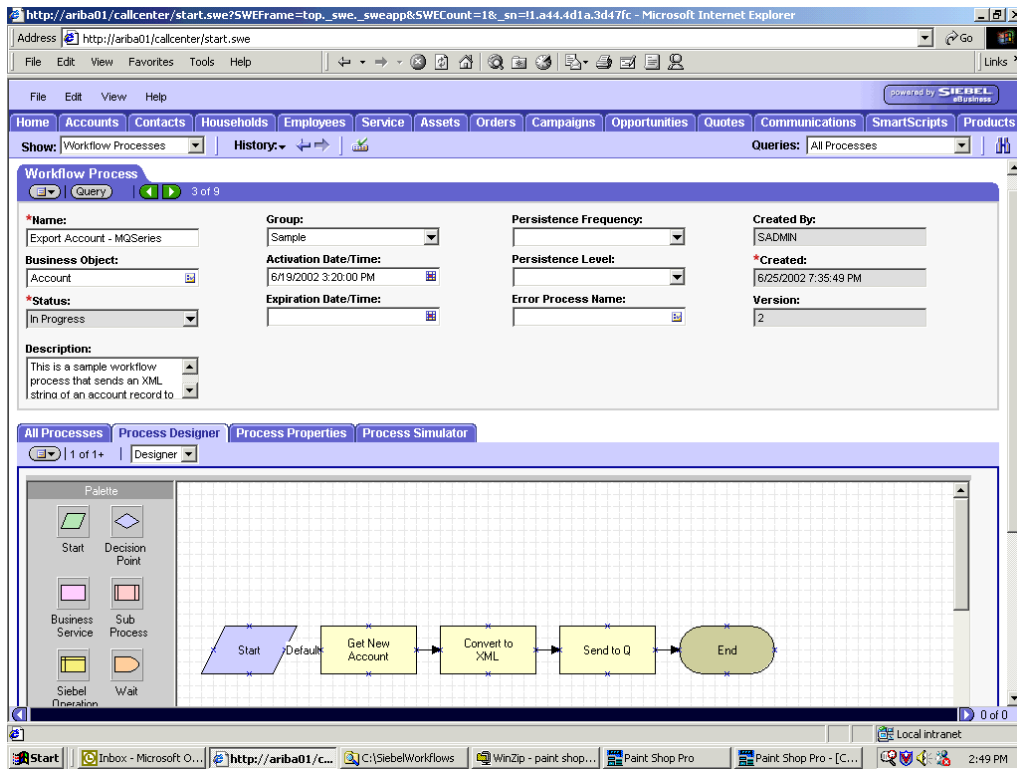 http://ariba01/callcenter/start.swe?SWEFrame=top._swe._sweapp&SWECount=1&_sn=!1.a44.4d1a.3d47fc - Microsoft Internet Explorer
Address http://ariba01/callcenter/start.swe Go
File Edit View Favorites Tools Help Links
File Edit View Help powered by SIEBEL eBusiness
Home Accounts Contacts Households Employees Service Assets Orders Campaigns Opportunities Quotes Communications SmartScripts Products
Show: Workflow Processes History: Queries: All Processes
Workflow Process
Query 3 of 9
*Name: Group: Persistence Frequency: Created By:
Export Account - MQSeries Sample SADMIN
Business Object: Activation Date/Time: Persistence Level: *Created:
Account 6/19/2002 3:20:00 PM 6/25/2002 7:35:49 PM
*Status: Expiration Date/Time: Error Process Name: Version:
In Progress 2
Description:
This is a sample workflow
process that sends an XML
string of an account record to
All Processes Process Designer Process Properties Process Simulator
1 of 1+ Designer
Palette
Start Decision Point
Business Service Sub Process
Siebel Operation Wait
Start Default Get New Account Convert to XML Send to Q End
0 of 0
Local intranet
Start Inbox - Microsoft O... http://ariba01/c... C:\SiebelWorkflows WinZip - paint shop... Paint Shop Pro Paint Shop Pro - [C... 2:49 PM